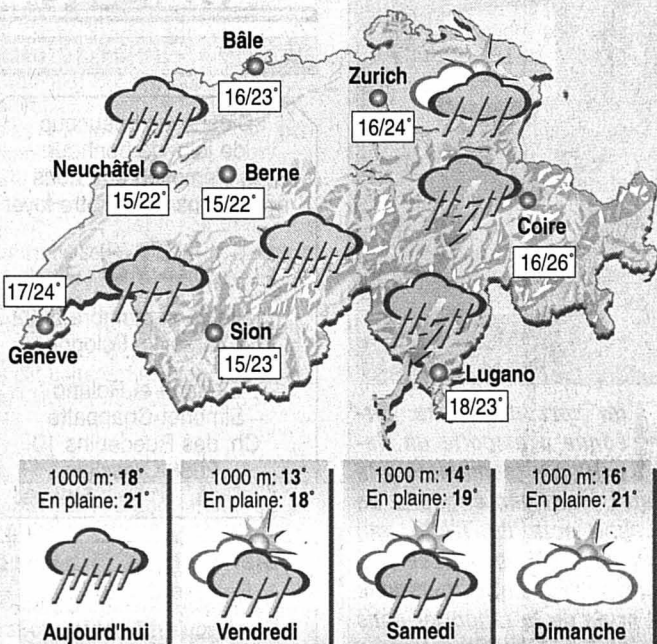 Bâle
16/23°
Zurich
16/24°
Neuchâtel
15/22°
Berne
15/22°
Coire
16/26°
17/24°
Genève
Sion
15/23°
Lugano
18/23°
1000 m: 18°
En plaine: 21°
Aujourd'hui
1000 m: 13°
En plaine: 18°
Vendredi
1000 m: 14°
En plaine: 19°
Samedi
1000 m: 16°
En plaine: 21°
Dimanche